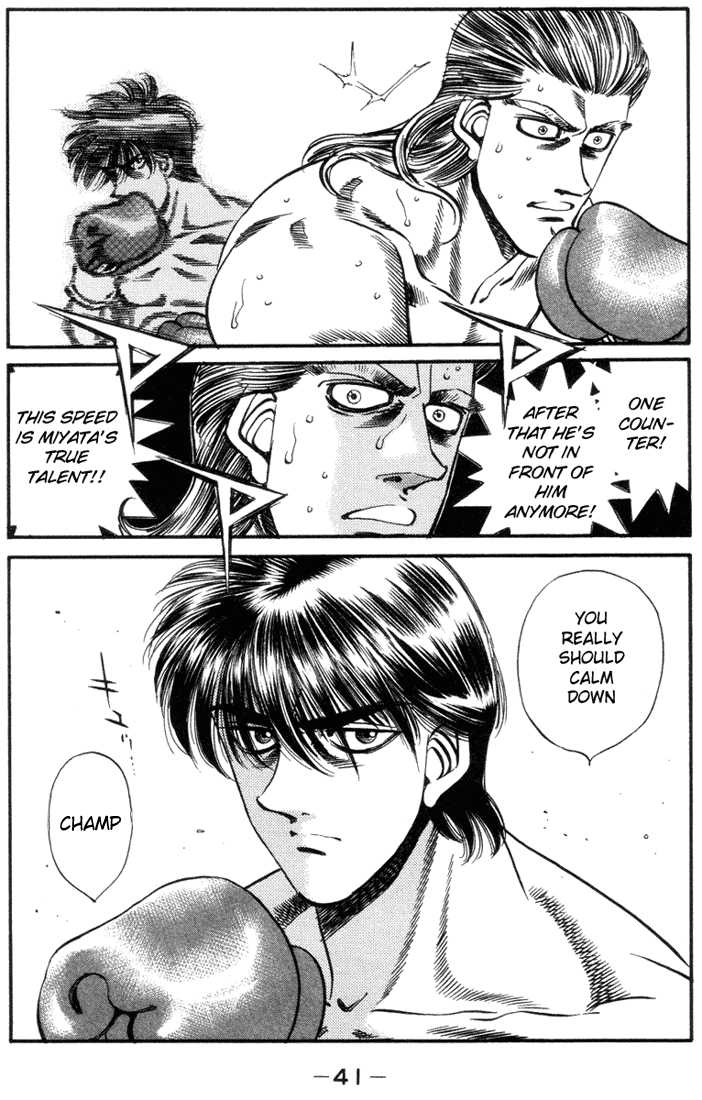 ONE
COUN-
TER!
AFTER
THAT HE'S
NOT IN
FRONT OF
HIM
ANYMORE!
THIS SPEED
IS MIYATA'S
TRUE
TALENT!!
YOU
REALLY
SHOULD
CALM
DOWN
CHAMP
—41—